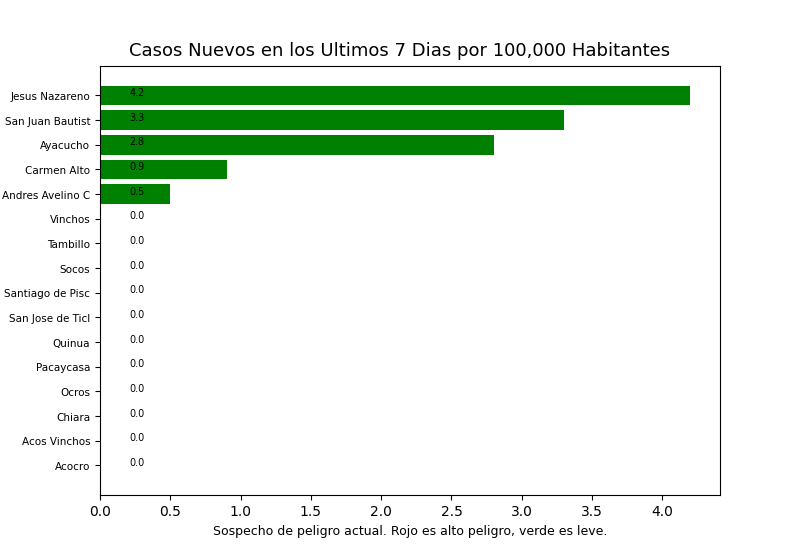 Casos Nuevos en los Ultimos 7 Dias por 100,000 Habitantes
Jesus Nazareno 4.2
San Juan Bautist 3.3
Ayacucho 2.8
Carmen Alto 0.9
Andres Avelino C 0.5
Vinchos 0.0
Tambillo 0.0
Socos 0.0
Santiago de Pisc 0.0
San Jose de Ticl 0.0
Quinua 0.0
Pacaycasa 0.0
Ocros 0.0
Chiara 0.0
Acos Vinchos 0.0
Acocro 0.0
0.0 0.5 1.0 1.5 2.0 2.5 3.0 3.5 4.0
Sospecho de peligro actual. Rojo es alto peligro, verde es leve.